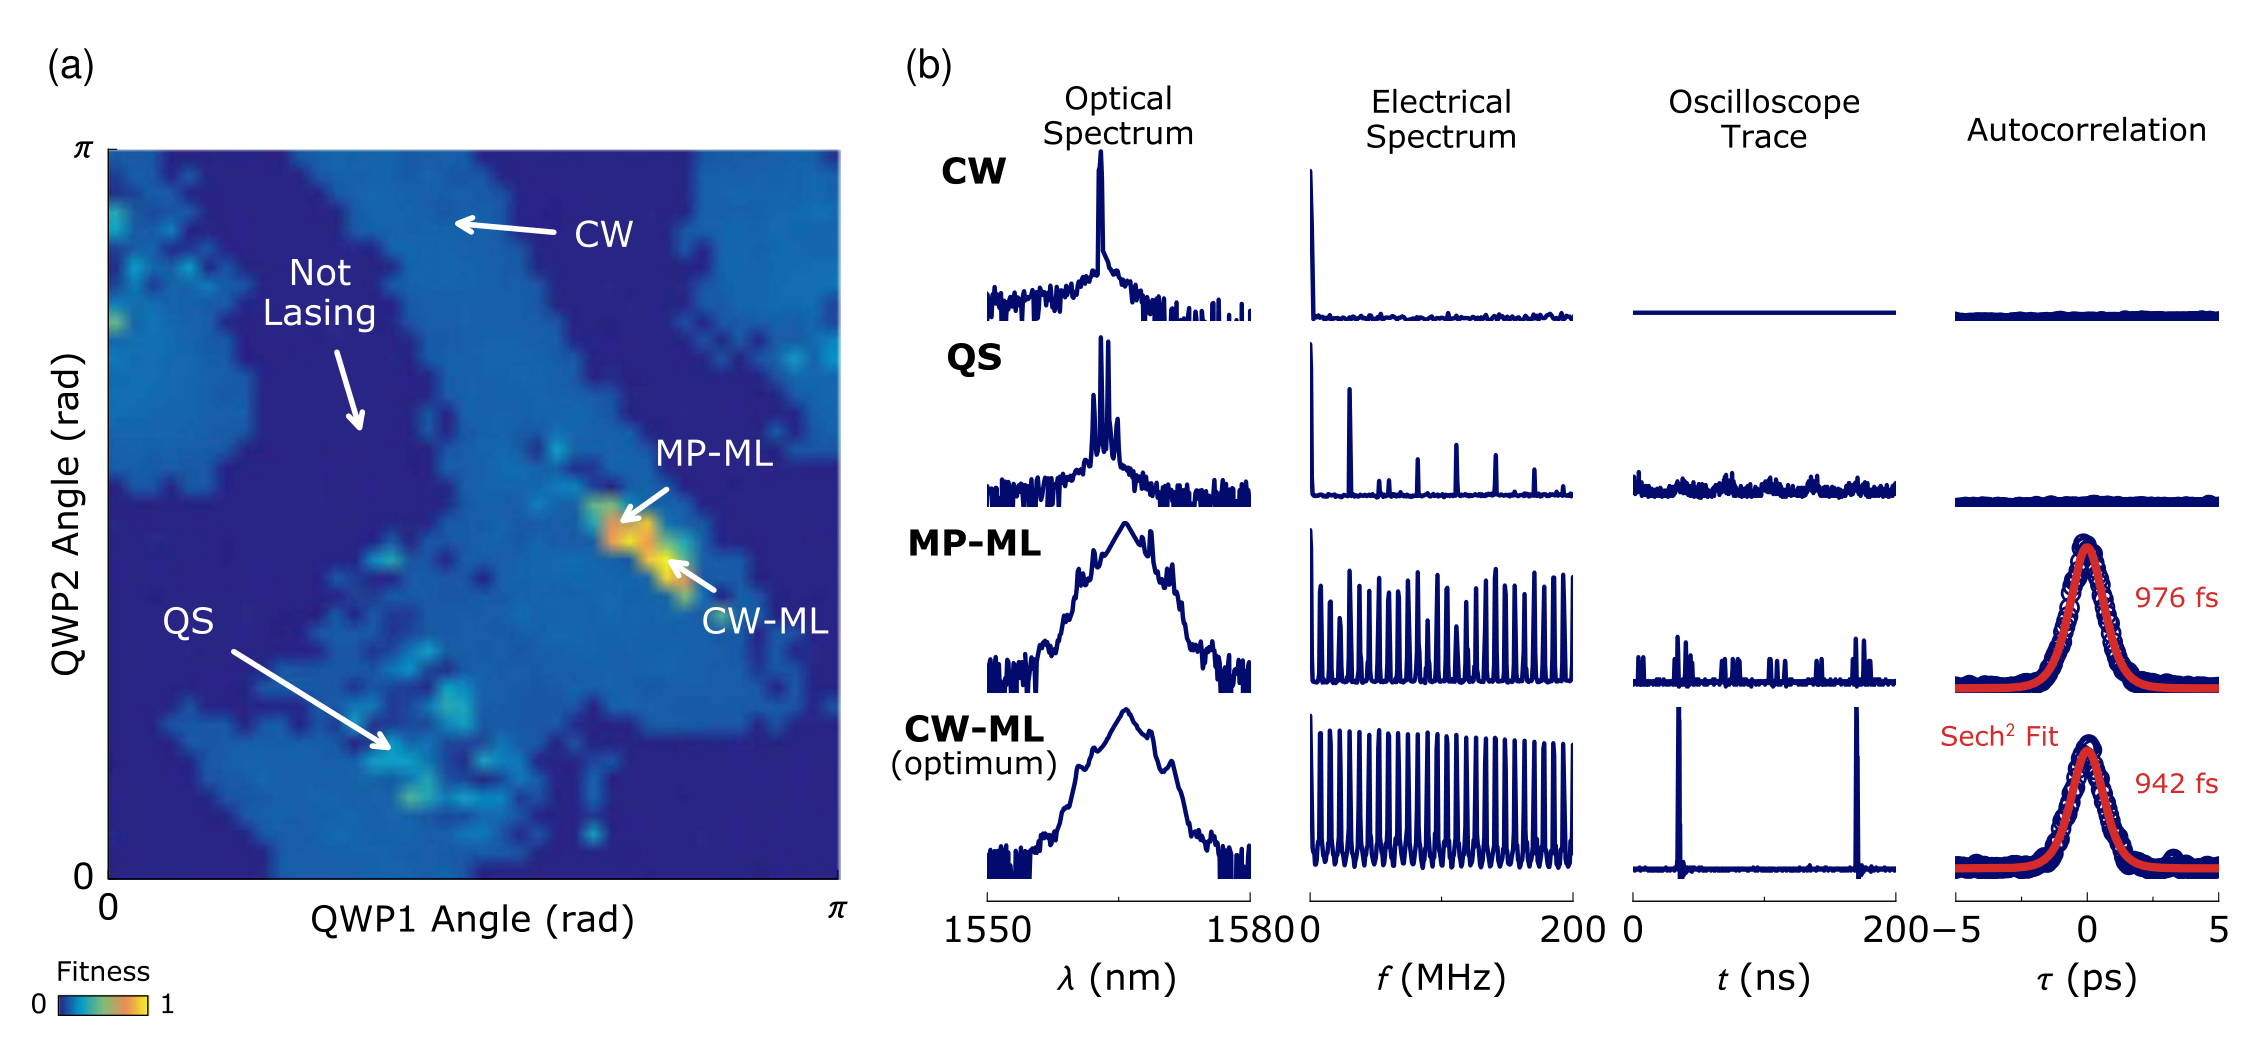 (a)
π
CW
Not
Lasing
MP-ML
QS
CW-ML
QWP2 Angle (rad)
0
0
π
QWP1 Angle (rad)
Fitness
0 1
(b)
Optical
Spectrum
Electrical
Spectrum
Oscilloscope
Trace
Autocorrelation
CW
QS
MP-ML
976 fs
CW-ML
(optimum)
Sech² Fit
942 fs
1550 1580 0 200 0 200 −5 0 5
λ (nm) f (MHz) t (ns) τ (ps)